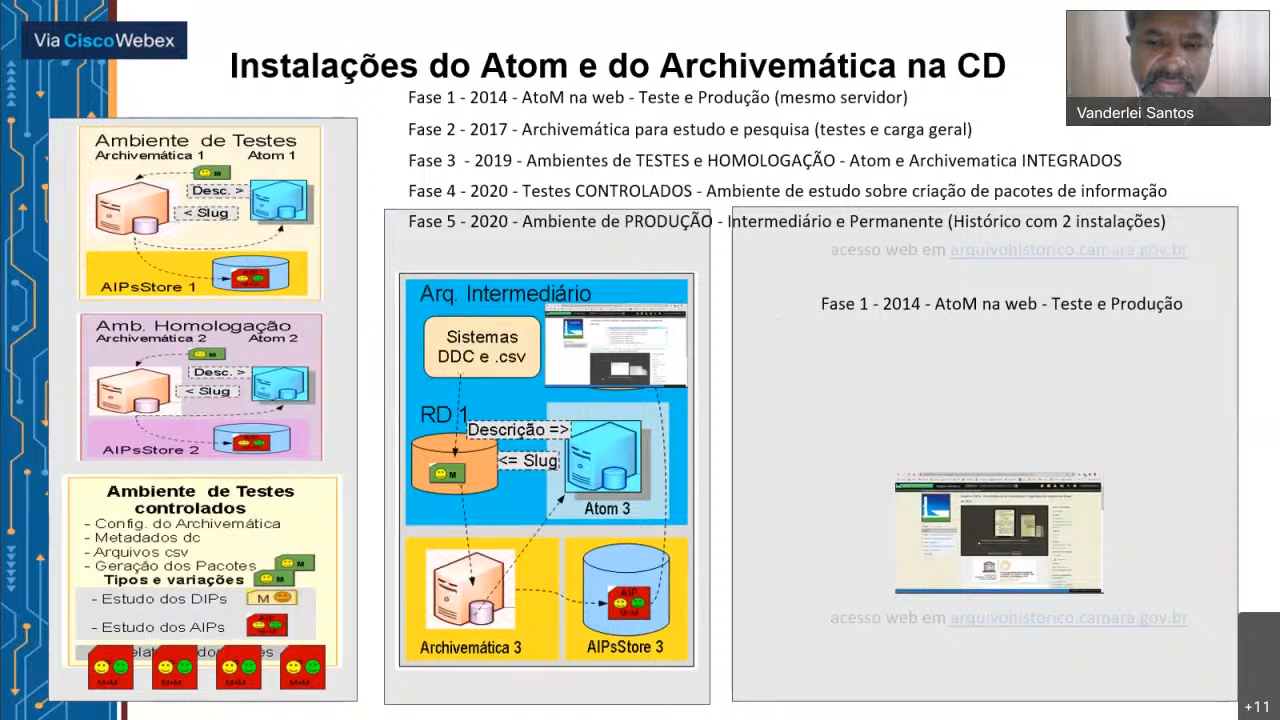 Via Cisco Webex
Instalações do Atom e do Archivemática na CD
Vanderlei Santos
Fase 1 - 2014 - AtoM na web - Teste e Produção (mesmo servidor)
Fase 2 - 2017 - Archivemática para estudo e pesquisa (testes e carga geral)
Fase 3 - 2019 - Ambientes de TESTES e HOMOLOGAÇÃO - Atom e Archivematica INTEGRADOS
Fase 4 - 2020 - Testes CONTROLADOS - Ambiente de estudo sobre criação de pacotes de informação
Fase 5 - 2020 - Ambiente de PRODUÇÃO - Intermediário e Permanente (Histórico com 2 instalações)
Ambiente de Testes
Archivemática 1 Atom 1
M
Desc. >
< Slug
AIP
AIPsStore 1
Amb. Homologação
Archivemática 2 Atom 2
M
Desc. >
< Slug
AIPsStore 2
Ambiente de Testes
controlados
- Config. do Archivemática
- Metadados dc
- Arquivos csv
- Geração dos Pacotes
M
Tipos e variações
M
- Estudo dos DIPs
M
- Estudo dos AIPs
AIP
M+M M+M M+M M+M
Arq. Intermediário
Sistemas
DDC e .csv
RD 1
Descrição =>
<= Slug
M
Atom 3
AIP
M+M
Archivemática 3
AIPsStore 3
acesso web em arquivohistorico.camara.gov.br
Fase 1 - 2014 - AtoM na web - Teste e Produção
acesso web em arquivohistorico.camara.gov.br
+11